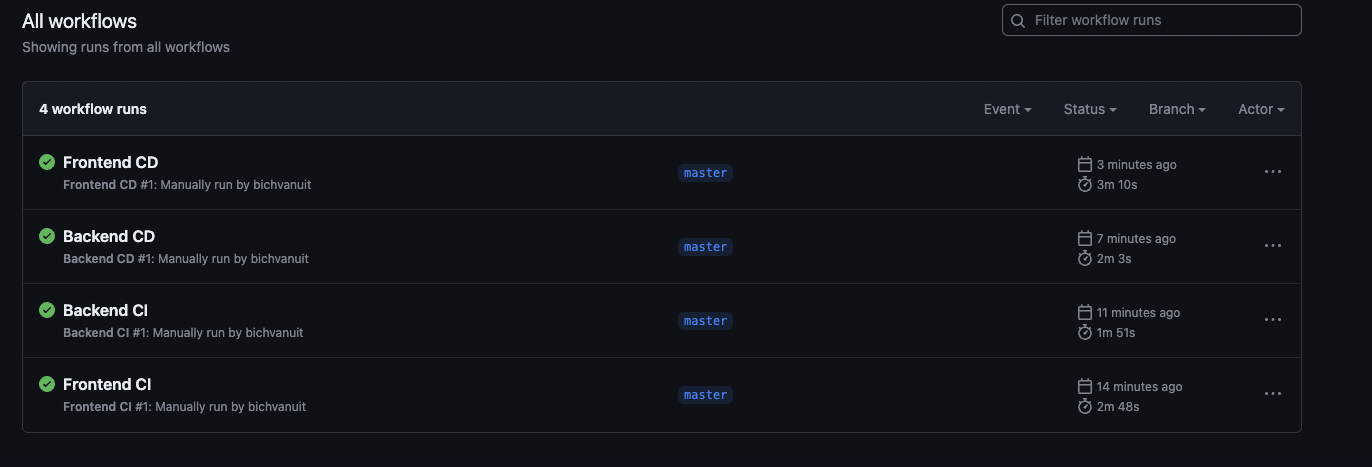 All workflows
Filter workflow runs
Showing runs from all workflows
4 workflow runs
Event
Status
Branch
Actor
Frontend CD
Frontend CD #1: Manually run by bichvanuit
master
3 minutes ago
3m 10s
Backend CD
Backend CD #1: Manually run by bichvanuit
master
7 minutes ago
2m 3s
Backend CI
Backend CI #1: Manually run by bichvanuit
master
11 minutes ago
1m 51s
Frontend CI
Frontend CI #1: Manually run by bichvanuit
master
14 minutes ago
2m 48s